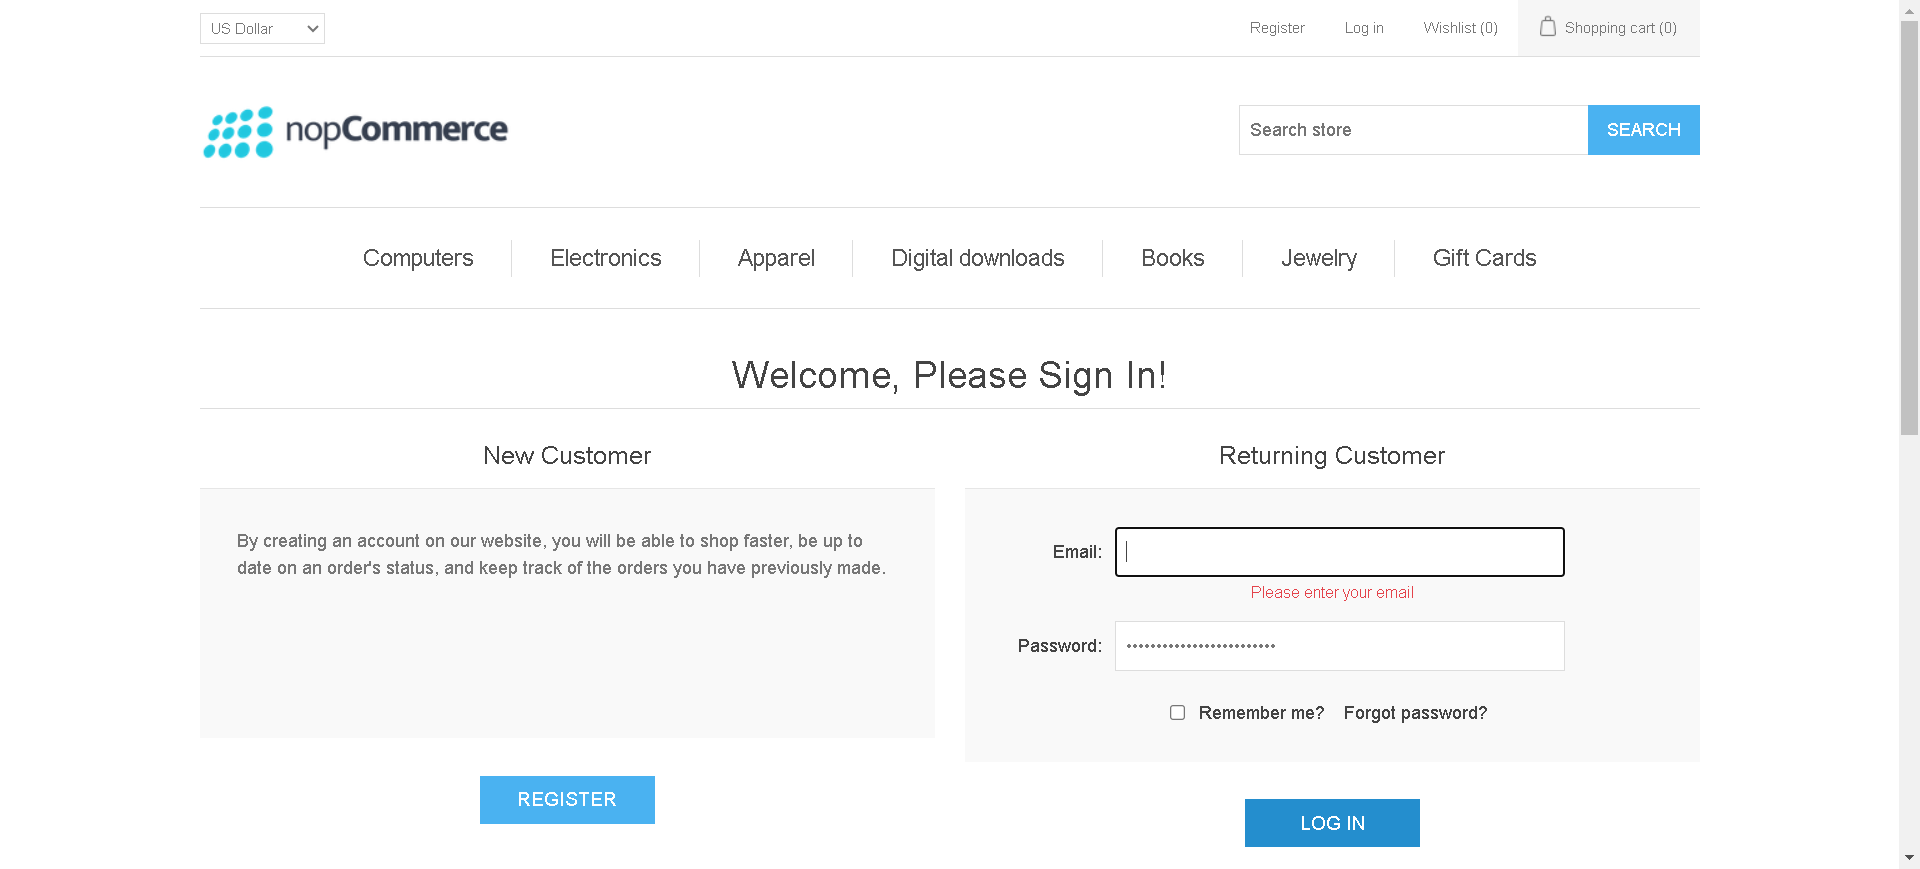 US Dollar
Register
Log in
Wishlist (0)
Shopping cart (0)
nopCommerce
Search store
SEARCH
Computers
Electronics
Apparel
Digital downloads
Books
Jewelry
Gift Cards
Welcome, Please Sign In!
New Customer
By creating an account on our website, you will be able to shop faster, be up to
date on an order's status, and keep track of the orders you have previously made.
REGISTER
Returning Customer
Email:
Please enter your email
Password:
Remember me?
Forgot password?
LOG IN